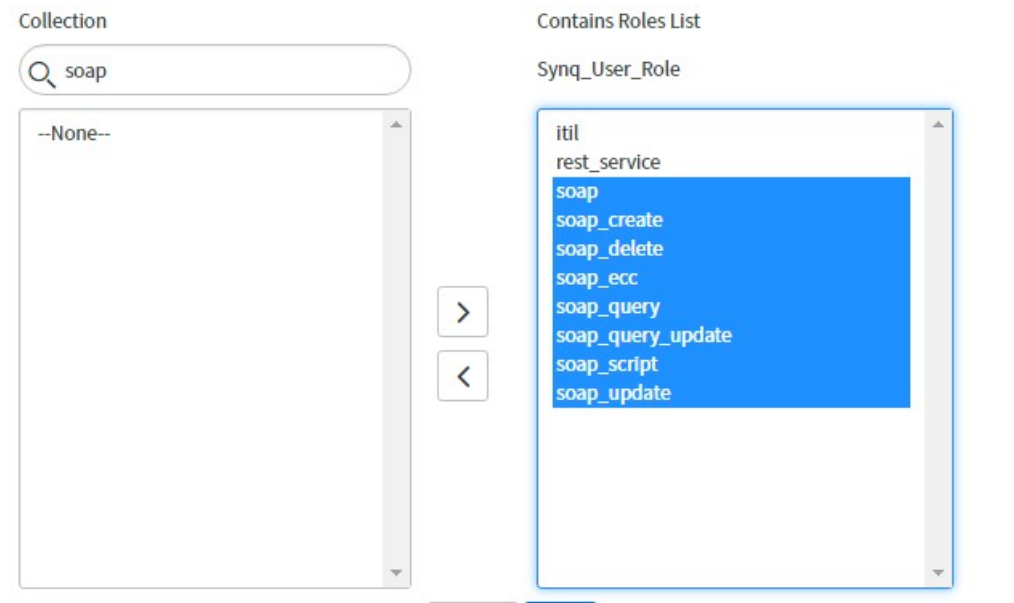 Collection
soap
--None--
Contains Roles List
Synq_User_Role
itil
rest_service
soap
soap_create
soap_delete
soap_ecc
soap_query
soap_query_update
soap_script
soap_update